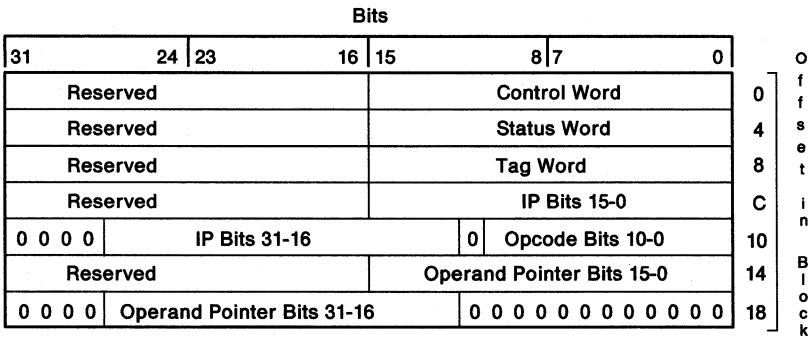 Bits
31 24 23 16 15 8 7 0
Reserved Control Word 0
Reserved Status Word 4
Reserved Tag Word 8
Reserved IP Bits 15-0 C
0 0 0 0 IP Bits 31-16 0 Opcode Bits 10-0 10
Reserved Operand Pointer Bits 15-0 14
0 0 0 0 Operand Pointer Bits 31-16 0 0 0 0 0 0 0 0 0 0 0 0 18
Offset in Block